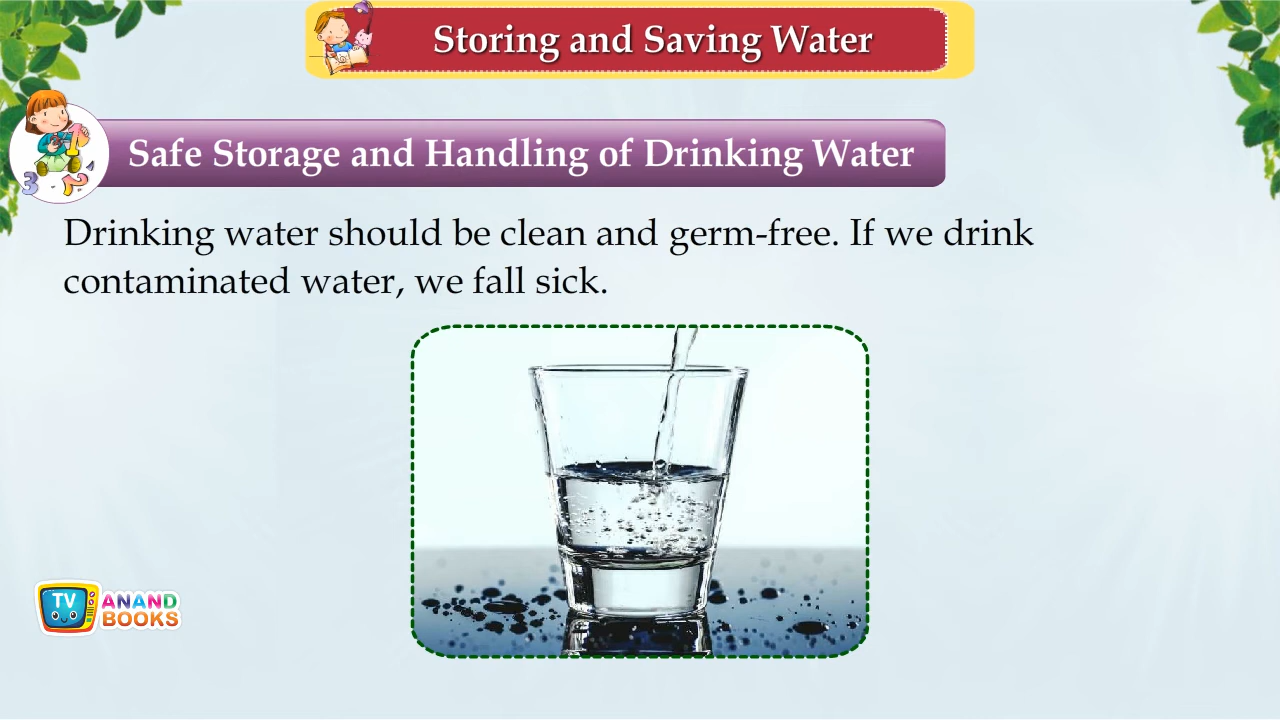 Storing and Saving Water
Safe Storage and Handling of Drinking Water
Drinking water should be clean and germ-free. If we drink
contaminated water, we fall sick.
TV ANAND
BOOKS